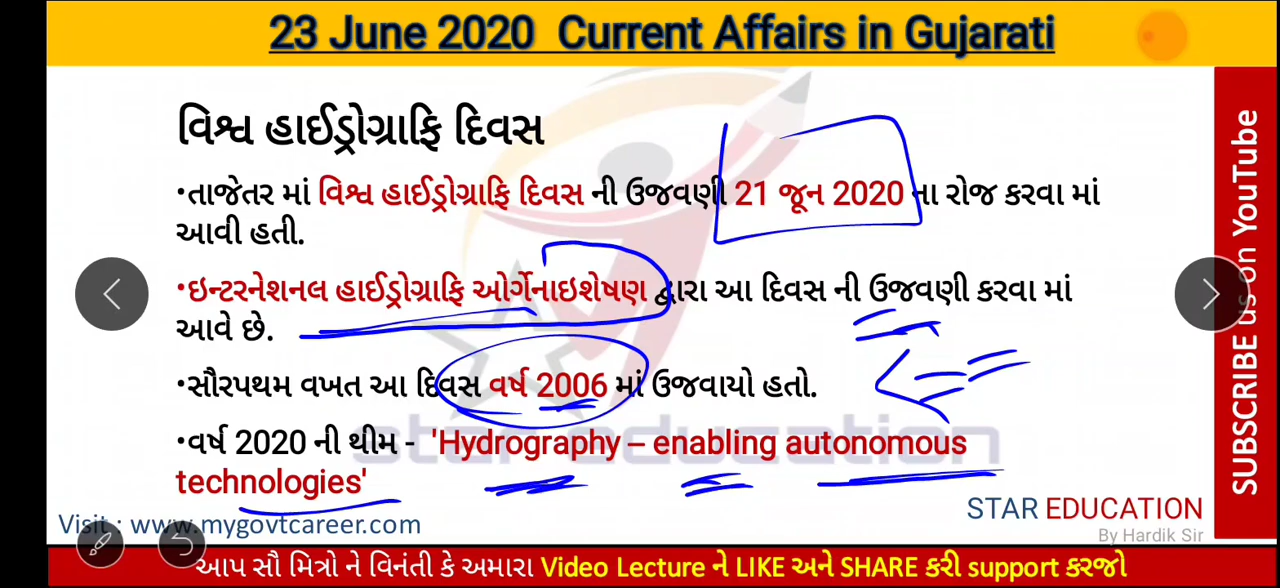 23 June 2020 Current Affairs in Gujarati
વિશ્વ હાઈડ્રોગ્રાફિ દિવસ
•તાજેતર માં વિશ્વ હાઈડ્રોગ્રાફિ દિવસ ની ઉજવણી 21 જૂન 2020 ના રોજ કરવા માં
આવી હતી.
•ઇન્ટરનેશનલ હાઈડ્રોગ્રાફિ ઓર્ગેનાઇશેષણ દ્વારા આ દિવસ ની ઉજવણી કરવા માં
આવે છે.
•સૌરપથમ વખત આ દિવસ વર્ષ 2006 માં ઉજવાયો હતો.
•વર્ષ 2020 ની થીમ - 'Hydrography – enabling autonomous
technologies'
star education
STAR EDUCATION
By Hardik Sir
Visit : www.mygovtcareer.com
આપ સૌ મિત્રો ને વિનંતી કે અમારા Video Lecture ને LIKE અને SHARE કરી support કરજો
SUBSCRIBE us on YouTube